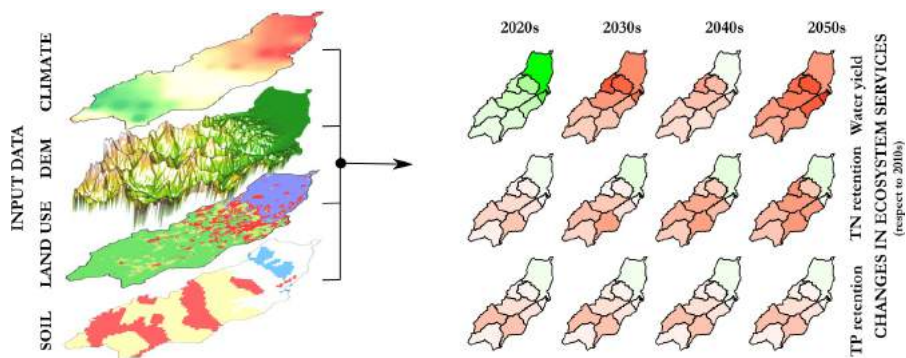 INPUT DATA
CLIMATE
DEM
LAND USE
SOIL
2020s
2030s
2040s
2050s
Water yield
TN retention
TP retention
CHANGES IN ECOSYSTEM SERVICES
(respect to 2010s)